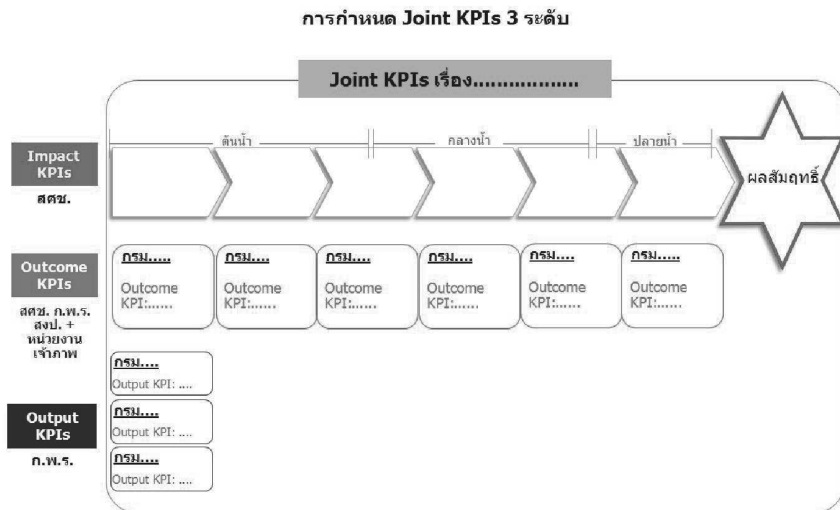 การกำหนด Joint KPIs 3 ระดับ
Joint KPIs เรื่อง..................
ต้นน้ำ
กลางน้ำ
ปลายน้ำ
Impact
KPIs
สศช.
ผลสัมฤทธิ์
Outcome
KPIs
สศช. ก.พ.ร.
สงป. +
หน่วยงาน
เจ้าภาพ
กรม.....
Outcome
KPI:......
กรม....
Outcome
KPI:......
กรม....
Outcome
KPI:......
กรม....
Outcome
KPI:......
กรม....
Outcome
KPI:......
กรม.....
Outcome
KPI:......
Output
KPIs
ก.พ.ร.
กรม....
Output KPI: ....
กรม....
Output KPI: ....
กรม....
Output KPI: ....